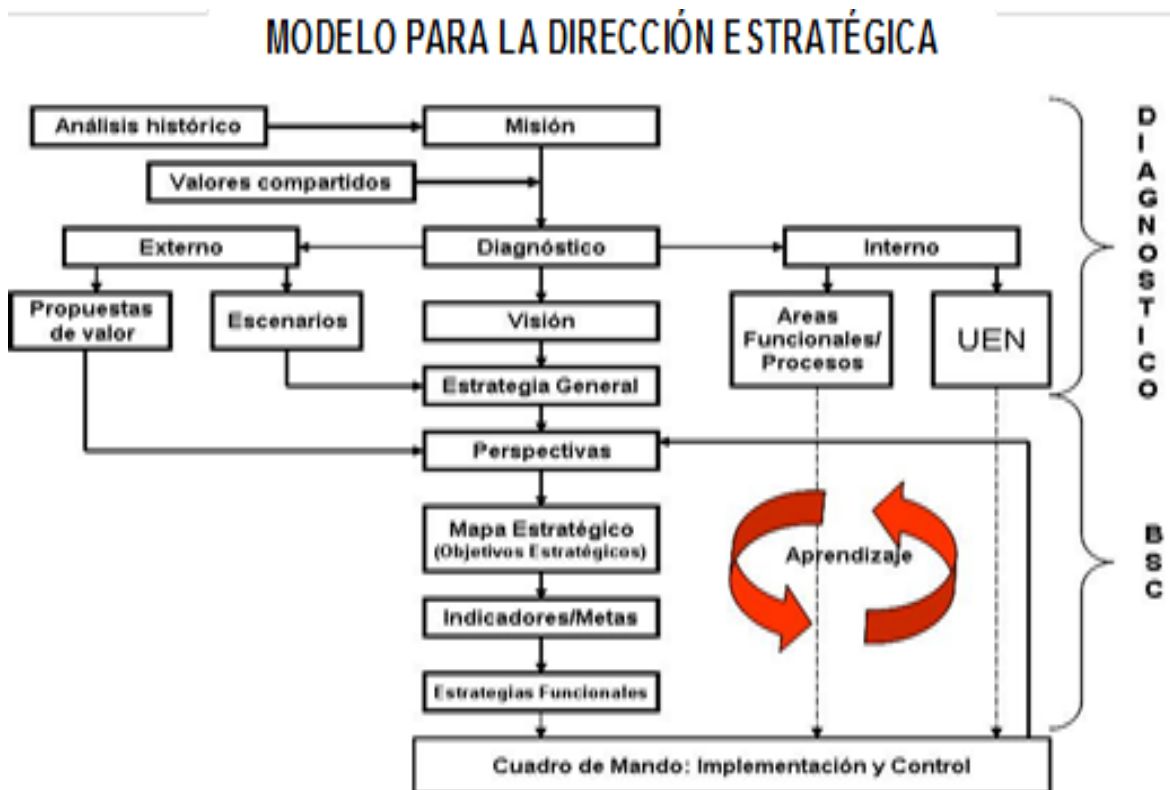 MODELO PARA LA DIRECCIÓN ESTRATÉGICA
Análisis histórico
Misión
Valores compartidos
Externo
Diagnóstico
Interno
Propuestas
de valor
Escenarios
Visión
Areas
Funcionales/
Procesos
UEN
Estrategia General
Perspectivas
Mapa Estratégico
(Objetivos Estratégicos)
Aprendizaje
Indicadores/Metas
Estrategias Funcionales
Cuadro de Mando: Implementación y Control
DIAGNOSTICO
BSC